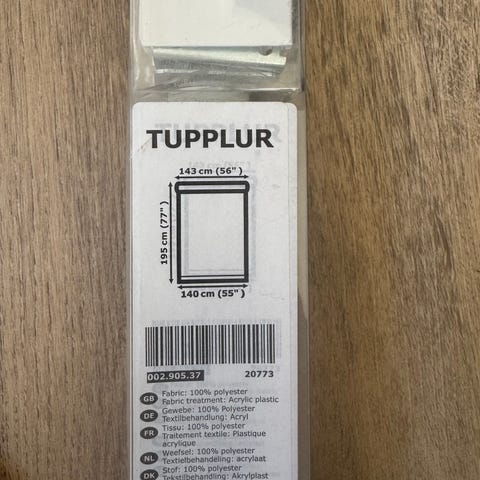 TUPPLUR
143 cm (56")
195 cm (77")
140 cm (55")
002.905.37 20773
GB Fabric: 100% polyester
Fabric treatment: Acrylic plastic
DE Gewebe: 100% Polyester
Textilbehandlung: Acryl
FR Tissu: 100% polyester
Traitement textile: Plastique
acrylique
NL Weefsel: 100% polyester
Textielbehandeling: acrylaat
DK Stof: 100% polyester
Tekstilbehandling: Akrylplast